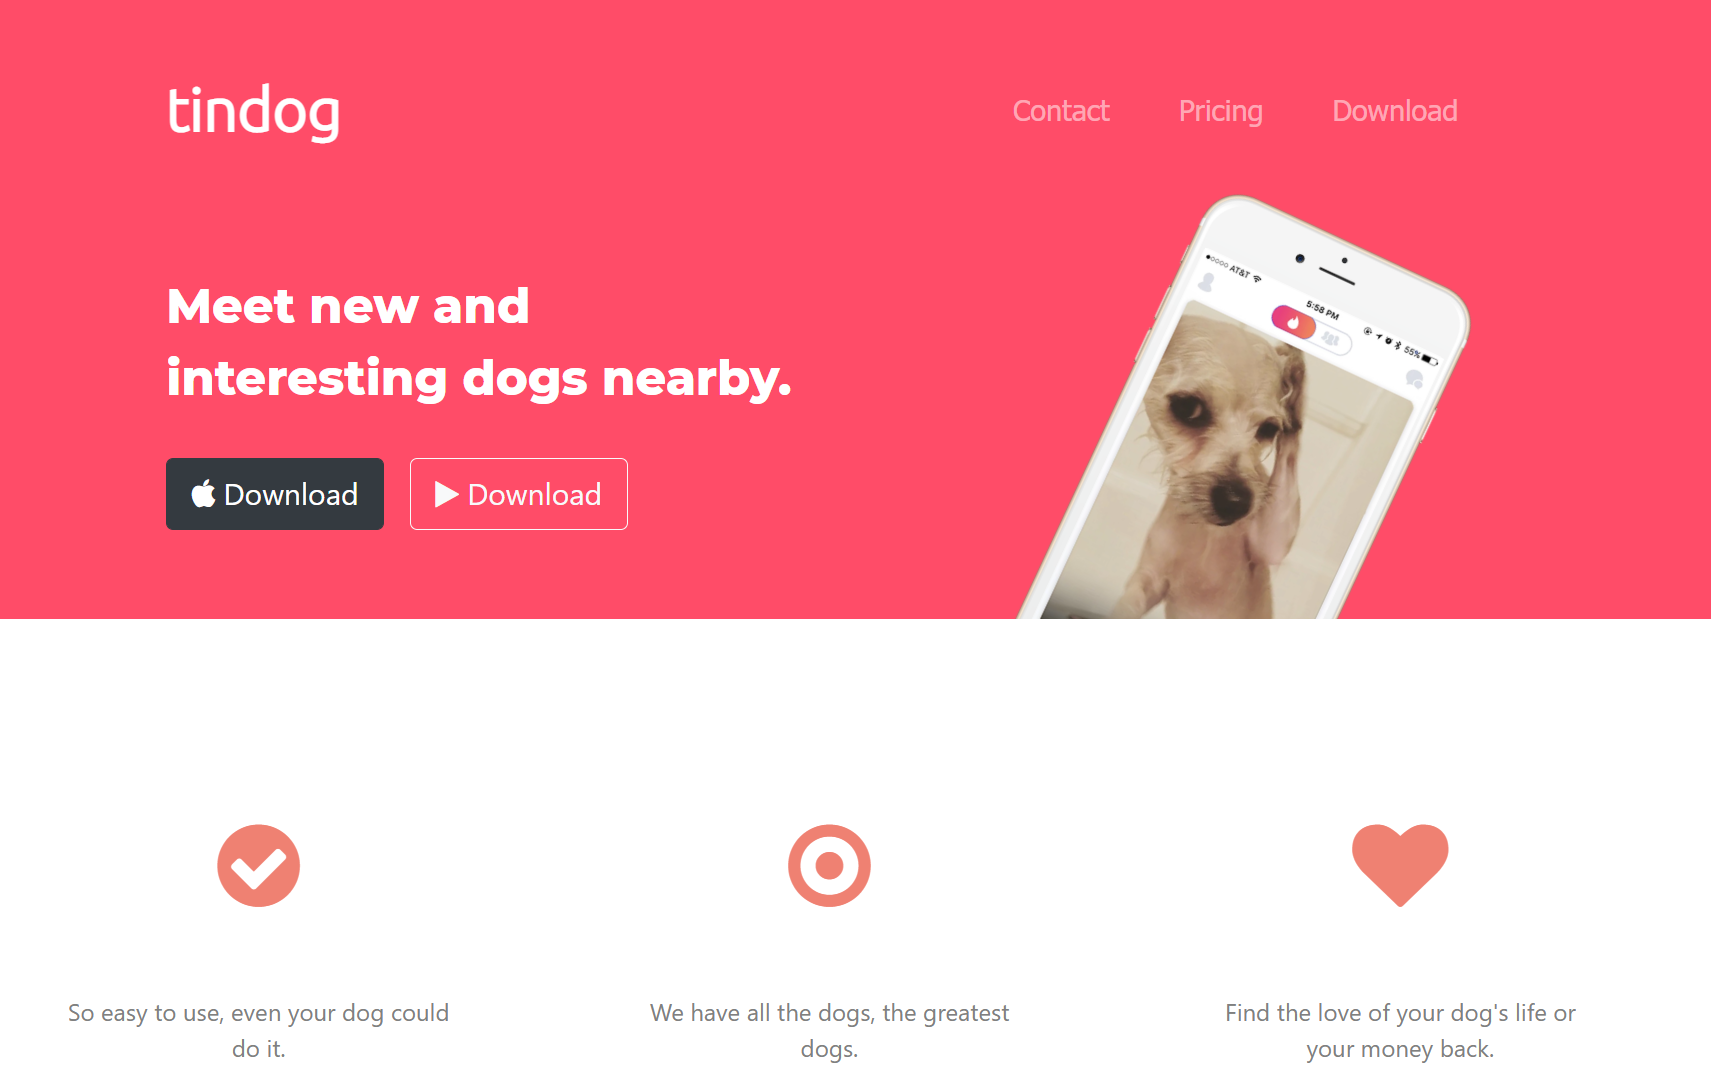 tindog
Contact Pricing Download
AT&T
5:58 PM
55%
Meet new and
interesting dogs nearby.
Download Download
So easy to use, even your dog could
do it.
We have all the dogs, the greatest
dogs.
Find the love of your dog's life or
your money back.